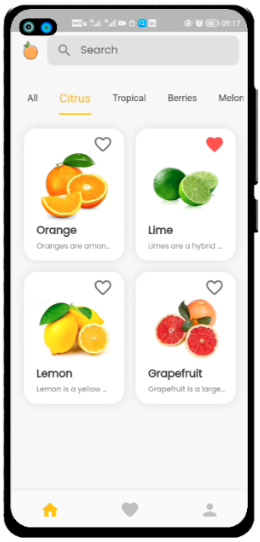 09:17
Search
All Citrus Tropical Berries Melon
Orange Lime
Oranges are amon... Limes are a hybrid ...
Lemon Grapefruit
Lemon is a yellow ... Grapefruit is a large...